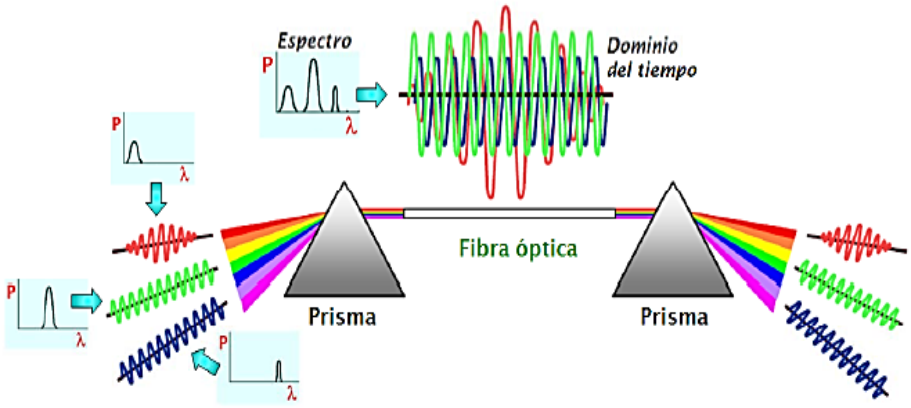 Espectro
P
λ
Dominio
del tiempo
P
λ
P
λ
P
λ
Fibra óptica
Prisma
Prisma